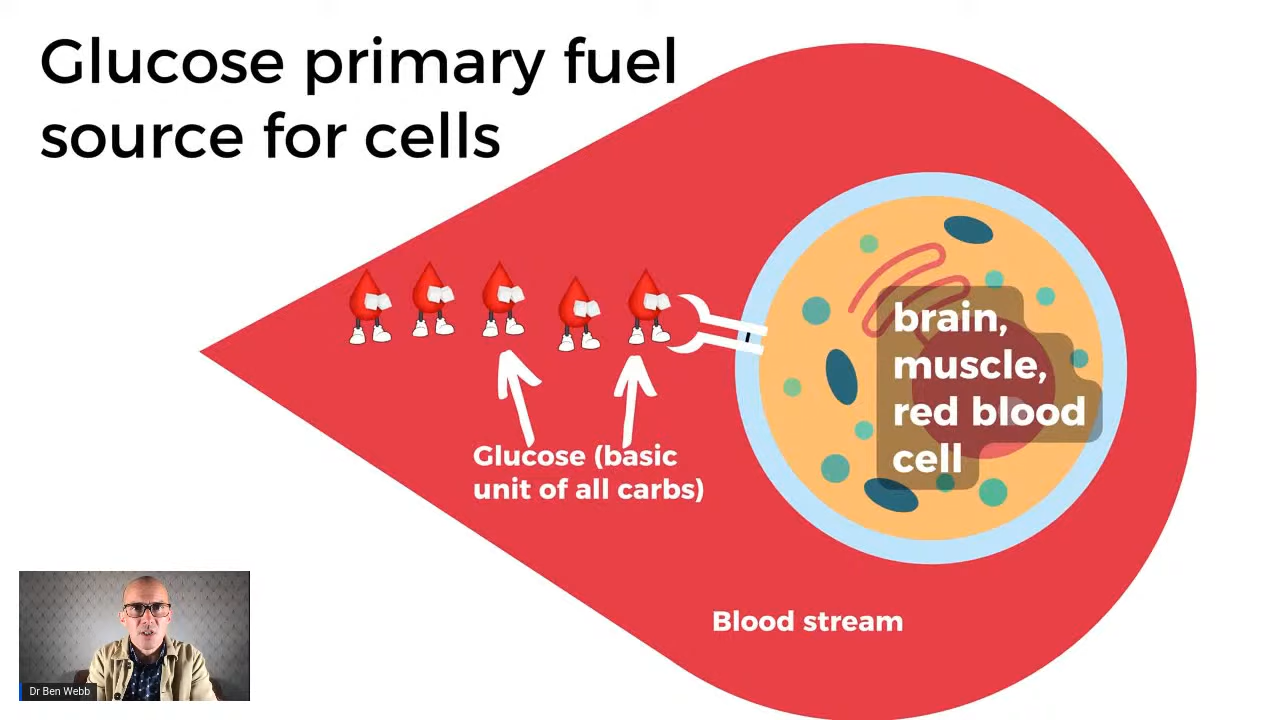 Glucose primary fuel
source for cells
brain,
muscle,
red blood
cell
Glucose (basic
unit of all carbs)
Blood stream
Dr Ben Webb